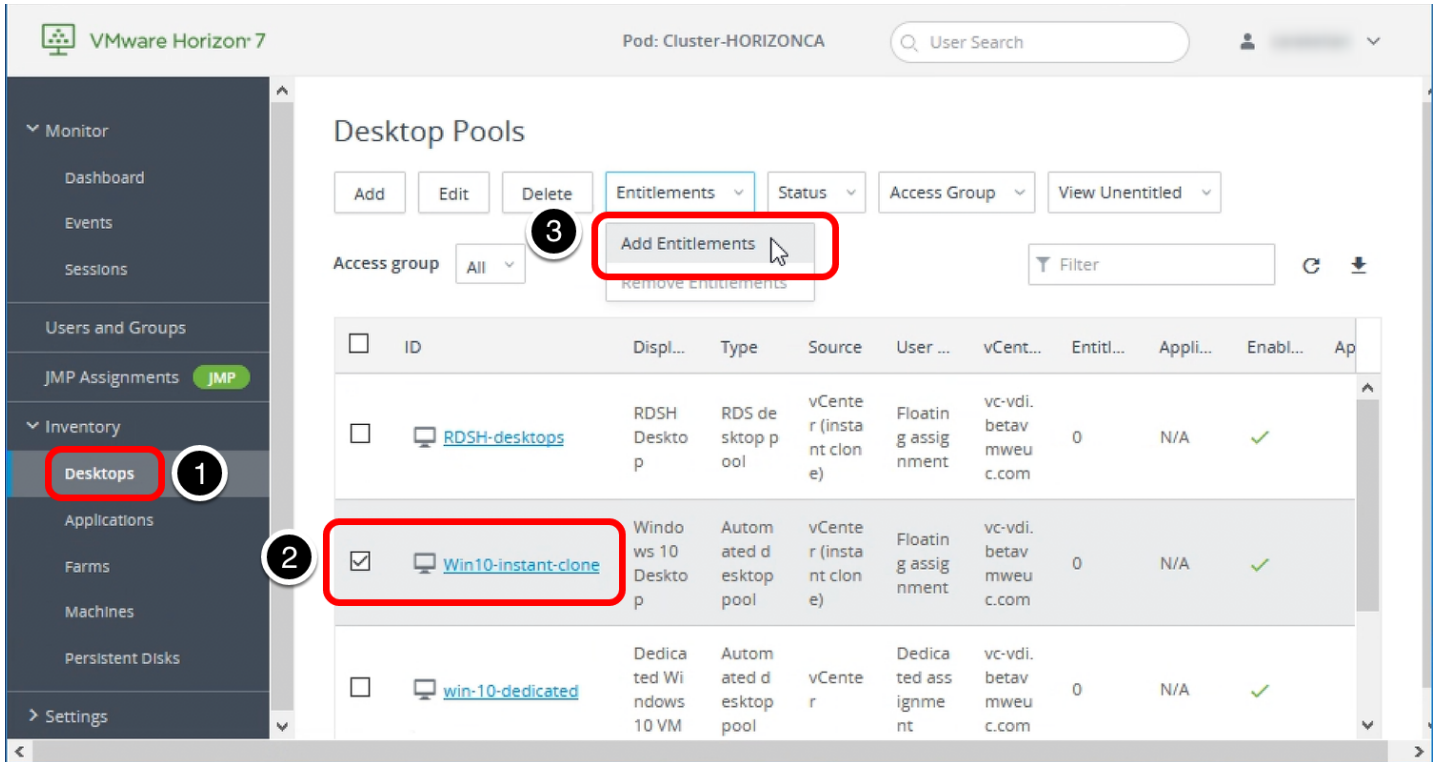 VMware Horizon® 7
Pod: Cluster-HORIZONCA
User Search
Monitor
Dashboard
Events
Sessions
Users and Groups
JMP Assignments JMP
Inventory
Desktops
1
Applications
Farms
Machines
Persistent Disks
Settings
Desktop Pools
Add Edit Delete Entitlements Status Access Group View Unentitled
3
Add Entitlements
Remove Entitlements
Access group All
Filter
ID Displ... Type Source User ... vCent... Entitl... Appli... Enabl... Ap
RDSH-desktops
RDSH
Deskto
p
RDS de
sktop p
ool
vCente
r (insta
nt clon
e)
Floatin
g assig
nment
vc-vdi.
betav
mweu
c.com
0
N/A
2
Win10-instant-clone
Windo
ws 10
Deskto
p
Autom
ated d
esktop
pool
vCente
r (insta
nt clon
e)
Floatin
g assig
nment
vc-vdi.
betav
mweu
c.com
0
N/A
win-10-dedicated
Dedica
ted Wi
ndows
10 VM
Autom
ated d
esktop
pool
vCente
r
Dedica
ted ass
ignme
nt
vc-vdi.
betav
mweu
c.com
0
N/A